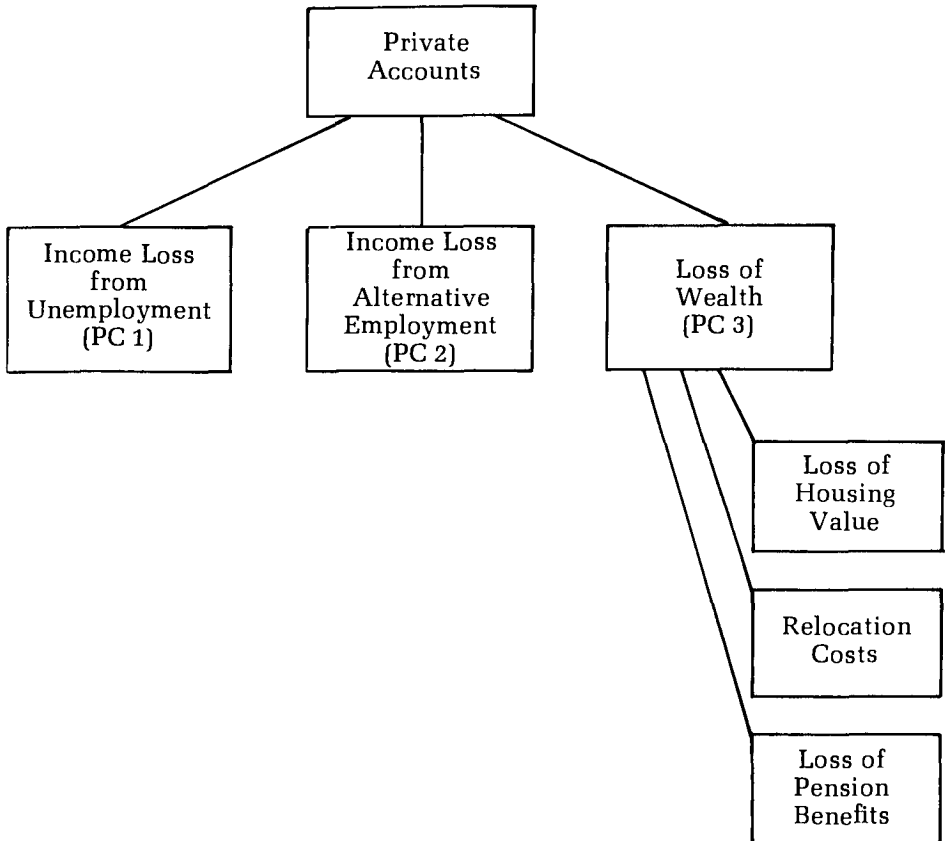 Private
Accounts
Income Loss
from
Unemployment
(PC 1)
Income Loss
from
Alternative
Employment
(PC 2)
Loss of
Wealth
(PC 3)
Loss of
Housing
Value
Relocation
Costs
Loss of
Pension
Benefits